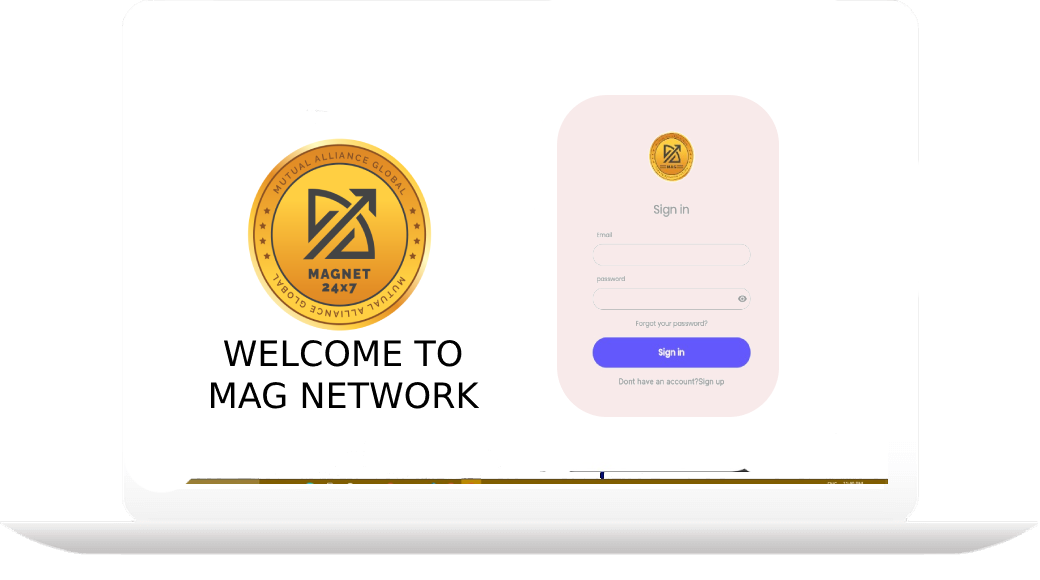 MUTUAL ALLIANCE GLOBAL
MAGNET
24x7
MUTUAL ALLIANCE GLOBAL
WELCOME TO
MAG NETWORK
MAG
Sign in
Email
password
Forgot your password?
Sign in
Dont have an account?Sign up